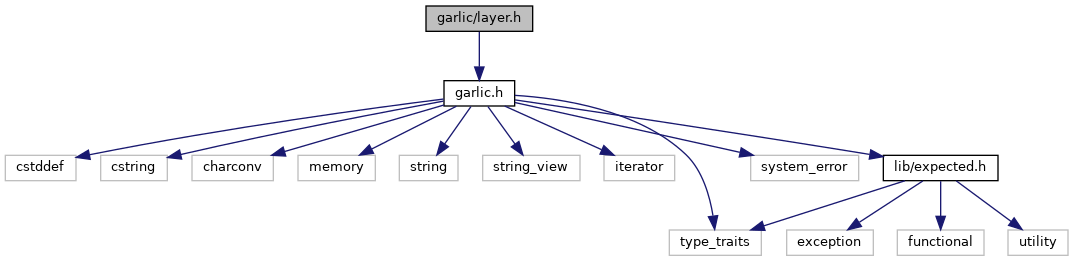 garlic/layer.h
garlic.h
cstddef
cstring
charconv
memory
string
string_view
iterator
system_error
lib/expected.h
type_traits
exception
functional
utility